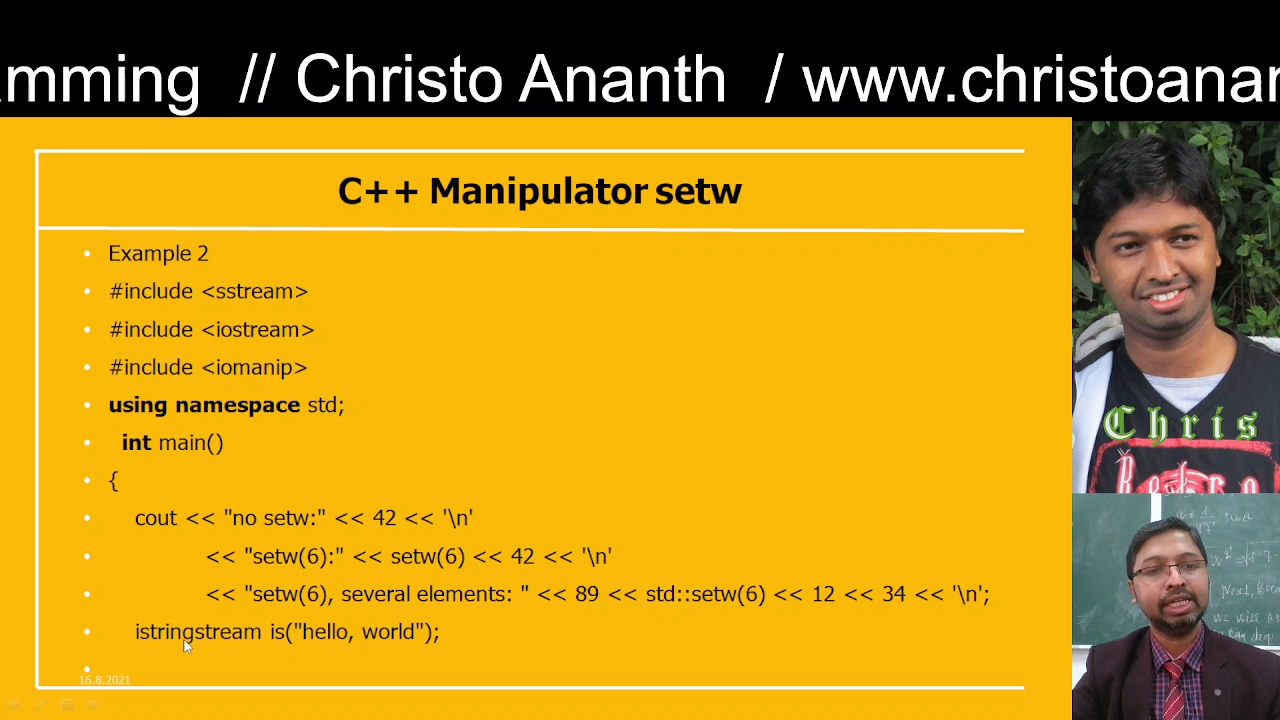 amming // Christo Ananth / www.christoanan
C++ Manipulator setw
• Example 2
• #include <sstream>
• #include <iostream>
• #include <iomanip>
• using namespace std;
• int main()
• {
• cout << "no setw:" << 42 << '\n'
• << "setw(6):" << setw(6) << 42 << '\n'
• << "setw(6), several elements: " << 89 << std::setw(6) << 12 << 34 << '\n';
• istringstream is("hello, world");
•
16.8.2021
Chris